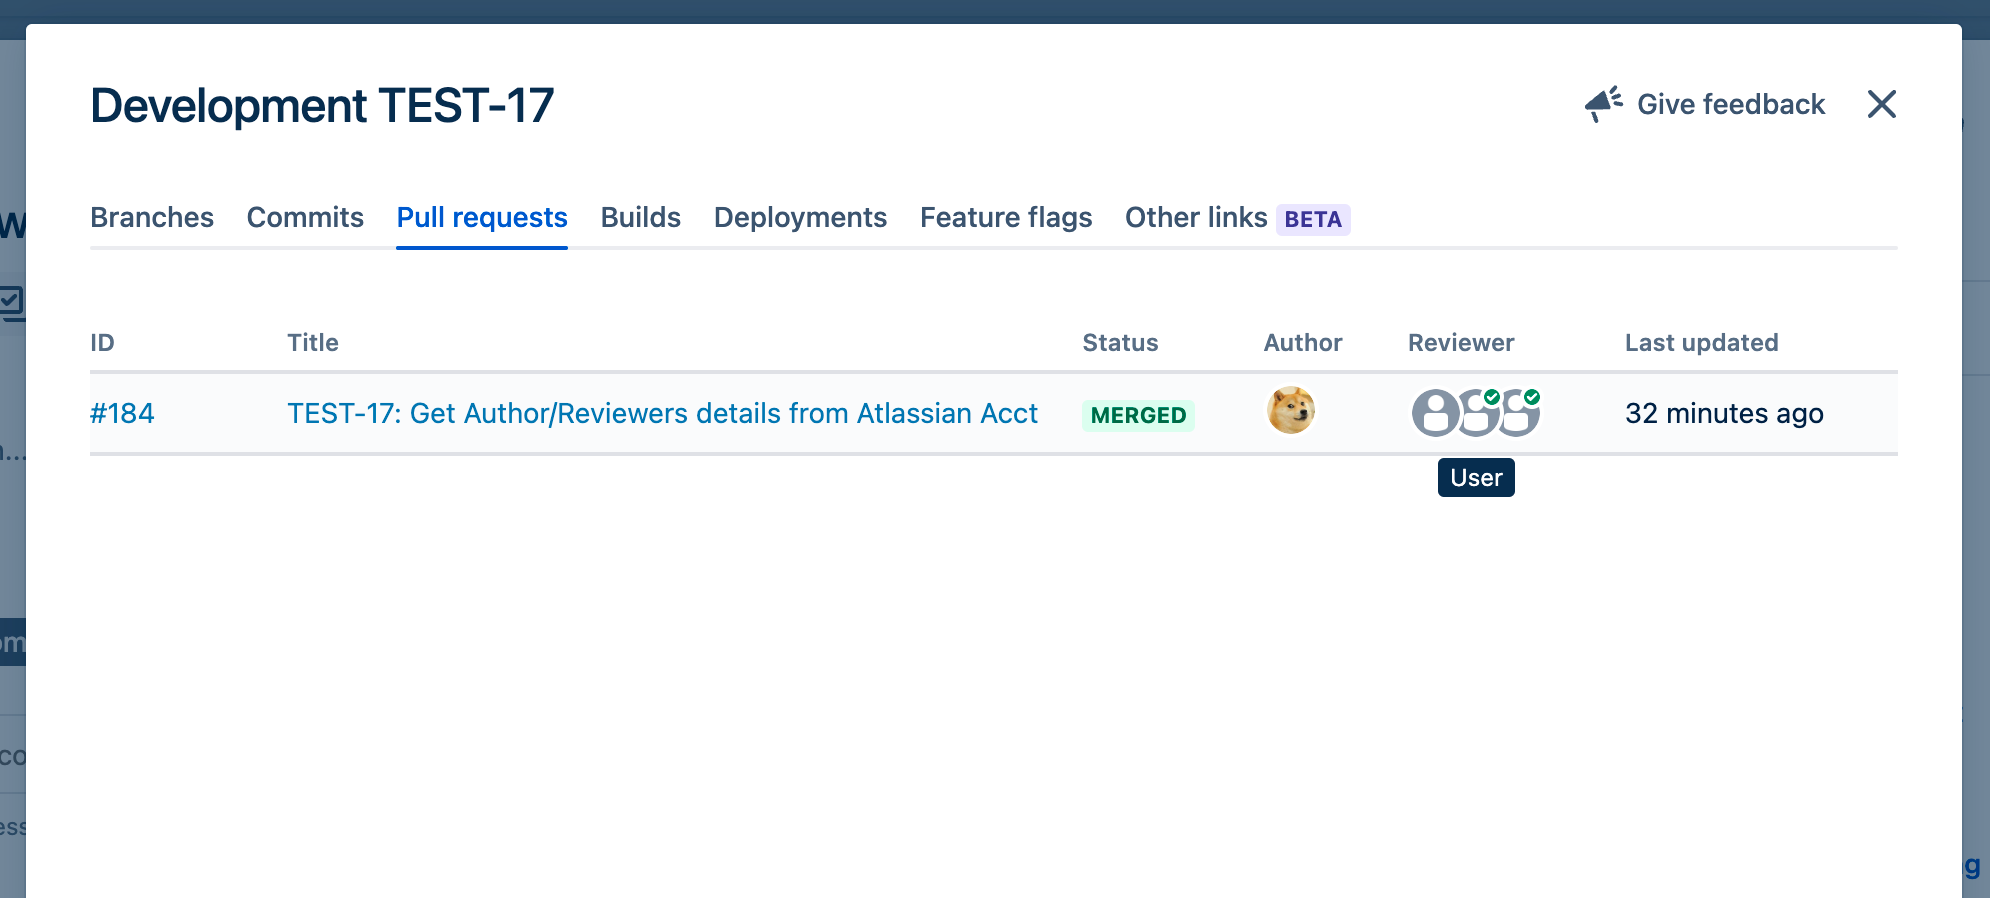 Development TEST-17
Give feedback
Branches Commits Pull requests Builds Deployments Feature flags Other links BETA
ID Title Status Author Reviewer Last updated
#184 TEST-17: Get Author/Reviewers details from Atlassian Acct MERGED 32 minutes ago
User